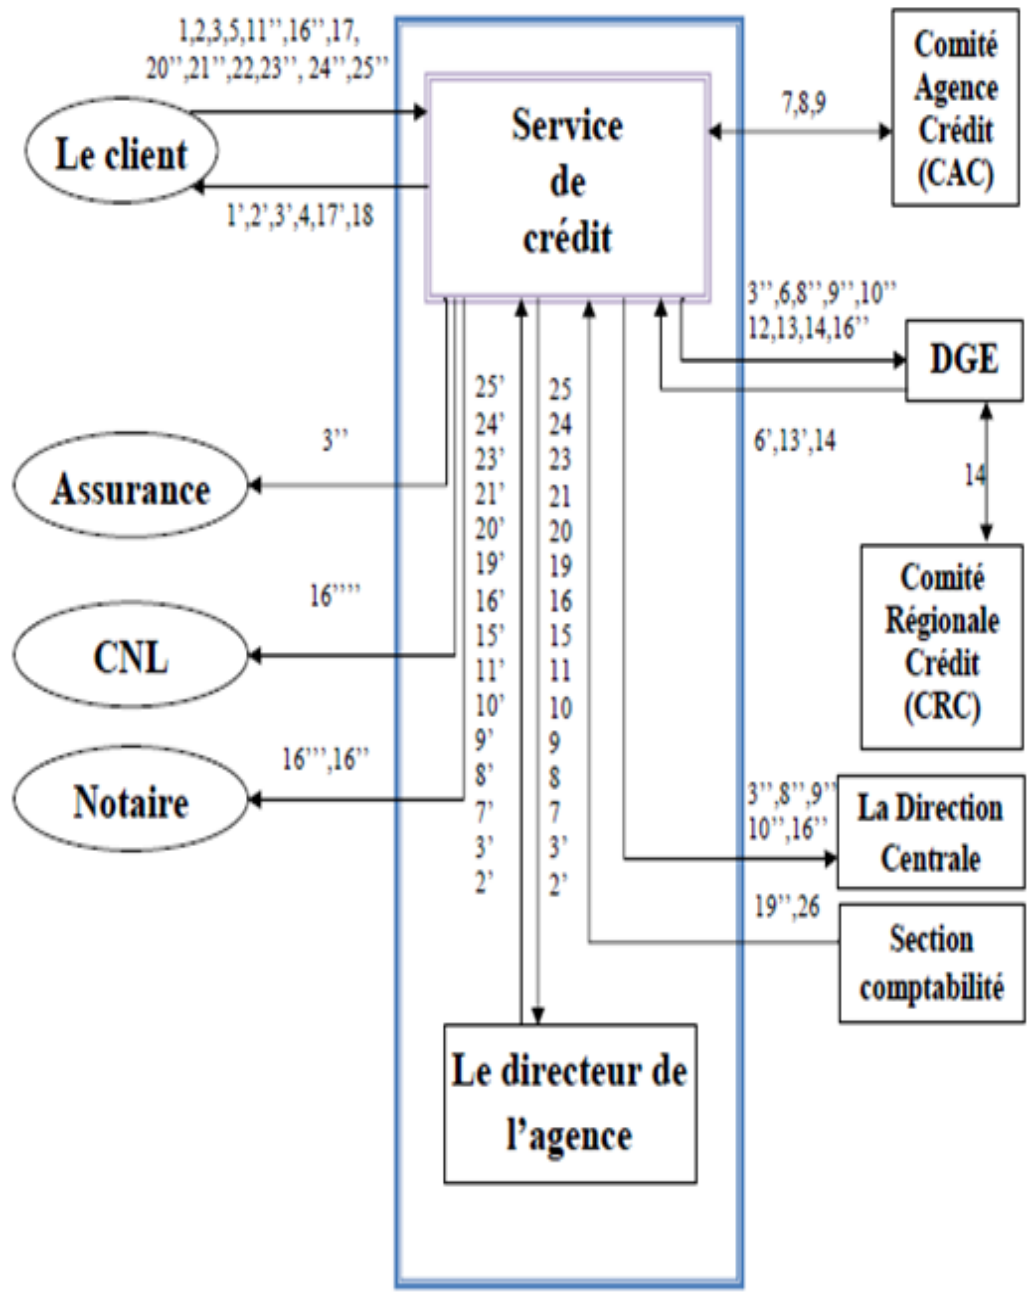 1,2,3,5,11’’,16’’,17,
20’’,21’’,22,23’’, 24’’,25’’
Le client
1’,2’,3’,4,17’,18
Service
de
crédit
7,8,9
Comité
Agence
Crédit
(CAC)
3’’,6,8’’,9’’,10’’
12,13,14,16’’
DGE
6’,13’,14
14
Comité
Régionale
Crédit
(CRC)
3’’
Assurance
16’’’’
CNL
16’’’,16’’
Notaire
25’
24’
23’
21’
20’
19’
16’
15’
11’
10’
9’
8’
7’
3’
2’
25
24
23
21
20
19
16
15
11
10
9
8
7
3’
2’
3’’,8’’,9’’
10’’,16’’
La Direction
Centrale
19’’,26
Section
comptabilité
Le directeur de
l’agence